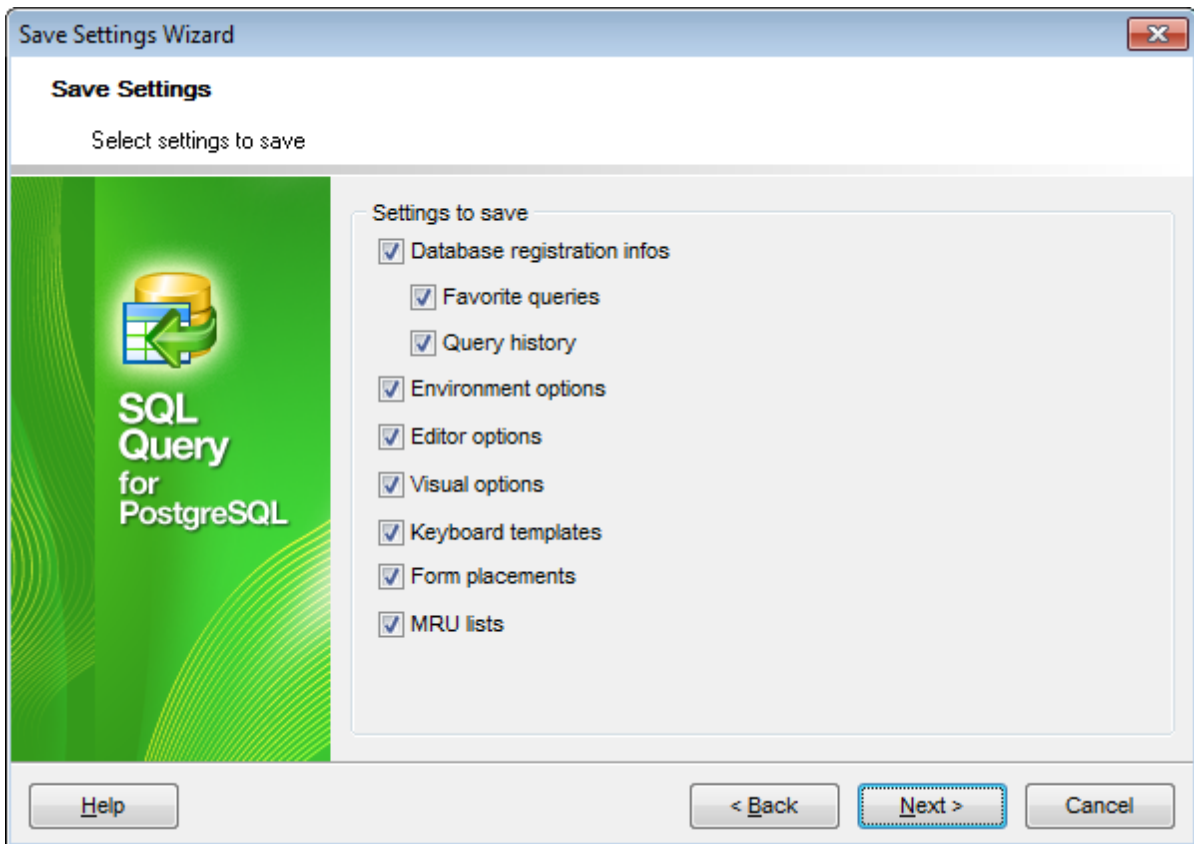 Save Settings Wizard
Save Settings
Select settings to save
SQL
Query
for
PostgreSQL
Settings to save
Database registration infos
Favorite queries
Query history
Environment options
Editor options
Visual options
Keyboard templates
Form placements
MRU lists
Help
< Back
Next >
Cancel